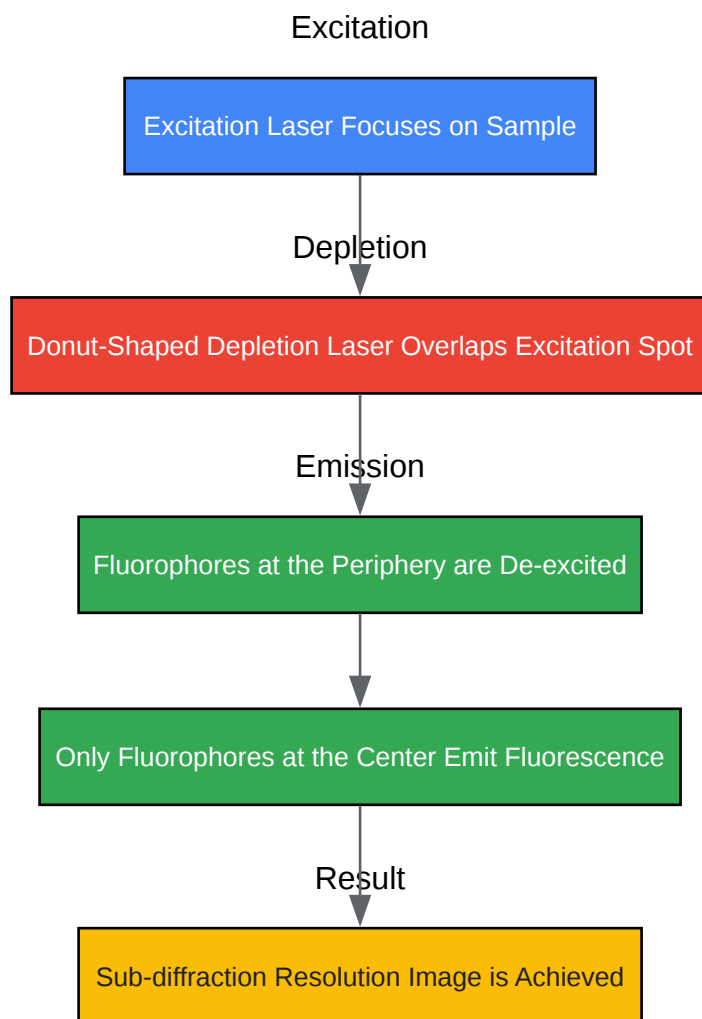 Excitation
Excitation Laser Focuses on Sample
Depletion
Donut-Shaped Depletion Laser Overlaps Excitation Spot
Emission
Fluorophores at the Periphery are De-excited
Only Fluorophores at the Center Emit Fluorescence
Result
Sub-diffraction Resolution Image is Achieved